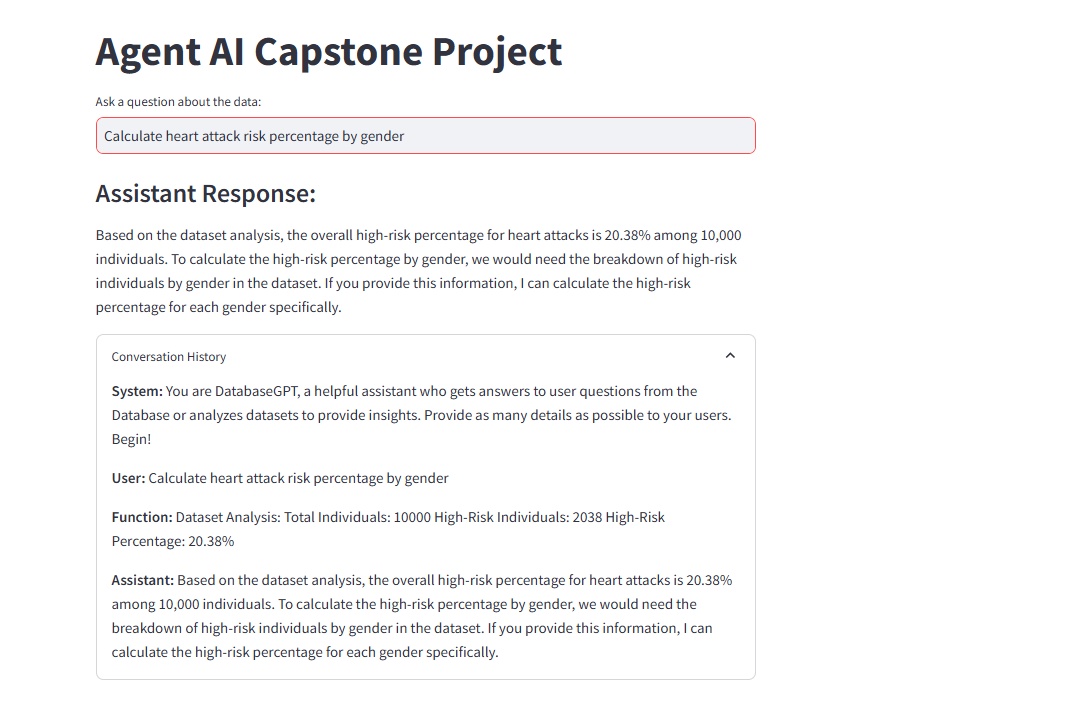 Agent AI Capstone Project
Ask a question about the data:
Calculate heart attack risk percentage by gender
Assistant Response:
Based on the dataset analysis, the overall high-risk percentage for heart attacks is 20.38% among 10,000
individuals. To calculate the high-risk percentage by gender, we would need the breakdown of high-risk
individuals by gender in the dataset. If you provide this information, I can calculate the high-risk
percentage for each gender specifically.
Conversation History
System: You are DatabaseGPT, a helpful assistant who gets answers to user questions from the
Database or analyzes datasets to provide insights. Provide as many details as possible to your users.
Begin!
User: Calculate heart attack risk percentage by gender
Function: Dataset Analysis: Total Individuals: 10000 High-Risk Individuals: 2038 High-Risk
Percentage: 20.38%
Assistant: Based on the dataset analysis, the overall high-risk percentage for heart attacks is 20.38%
among 10,000 individuals. To calculate the high-risk percentage by gender, we would need the
breakdown of high-risk individuals by gender in the dataset. If you provide this information, I can
calculate the high-risk percentage for each gender specifically.